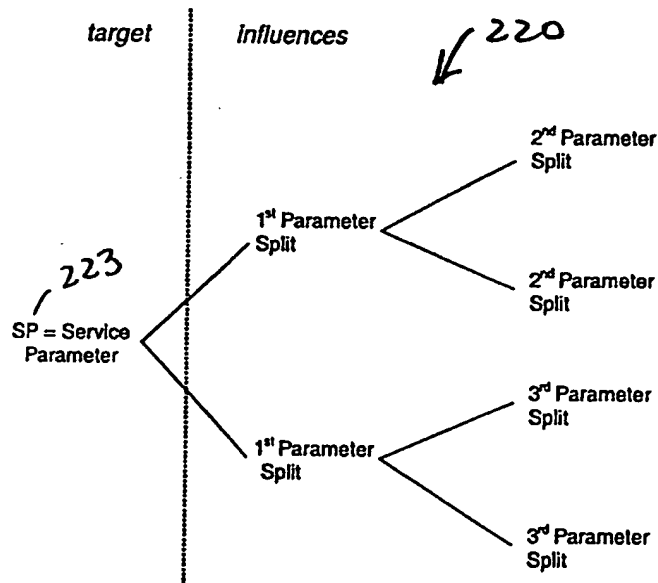 target
influences
220
2nd Parameter
Split
1st Parameter
Split
2nd Parameter
Split
223
SP = Service
Parameter
3rd Parameter
Split
1st Parameter
Split
3rd Parameter
Split